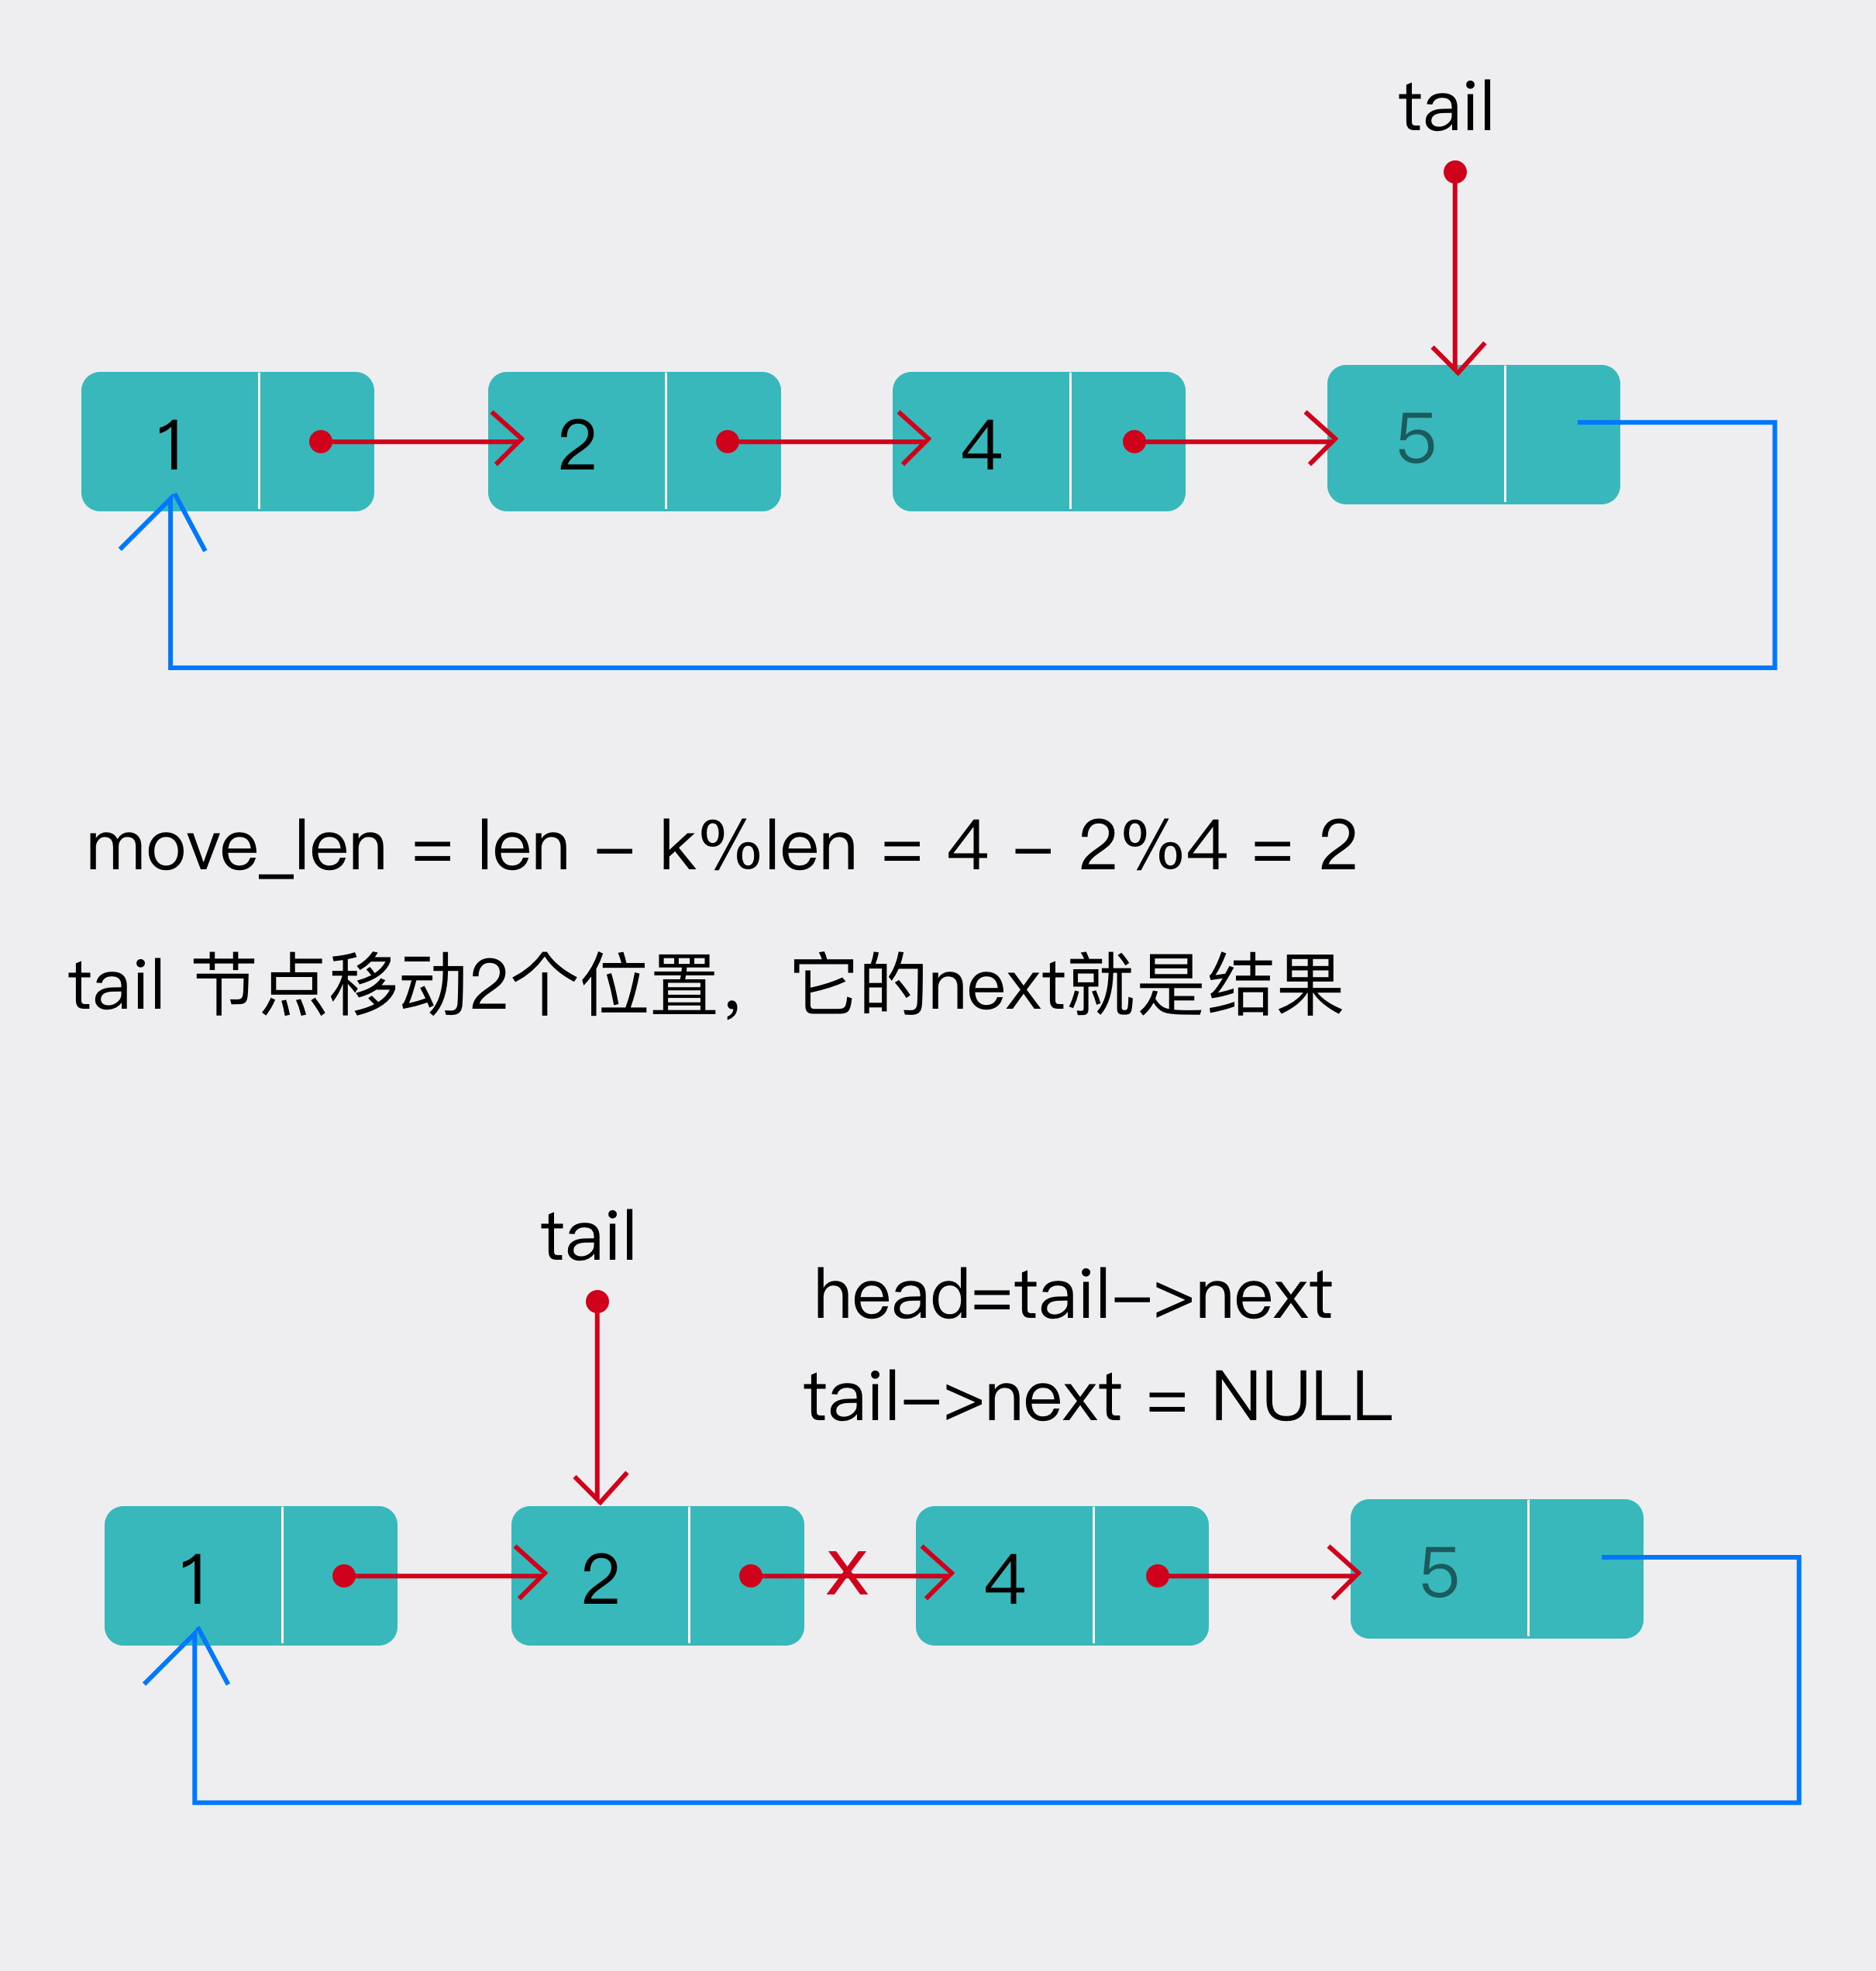 tail
1 2 4 5
move_len = len - k%len = 4 - 2%4 = 2
tail 节点移动2个位置，它的next就是结果
tail
head=tail->next
tail->next = NULL
1 2 x 4 5